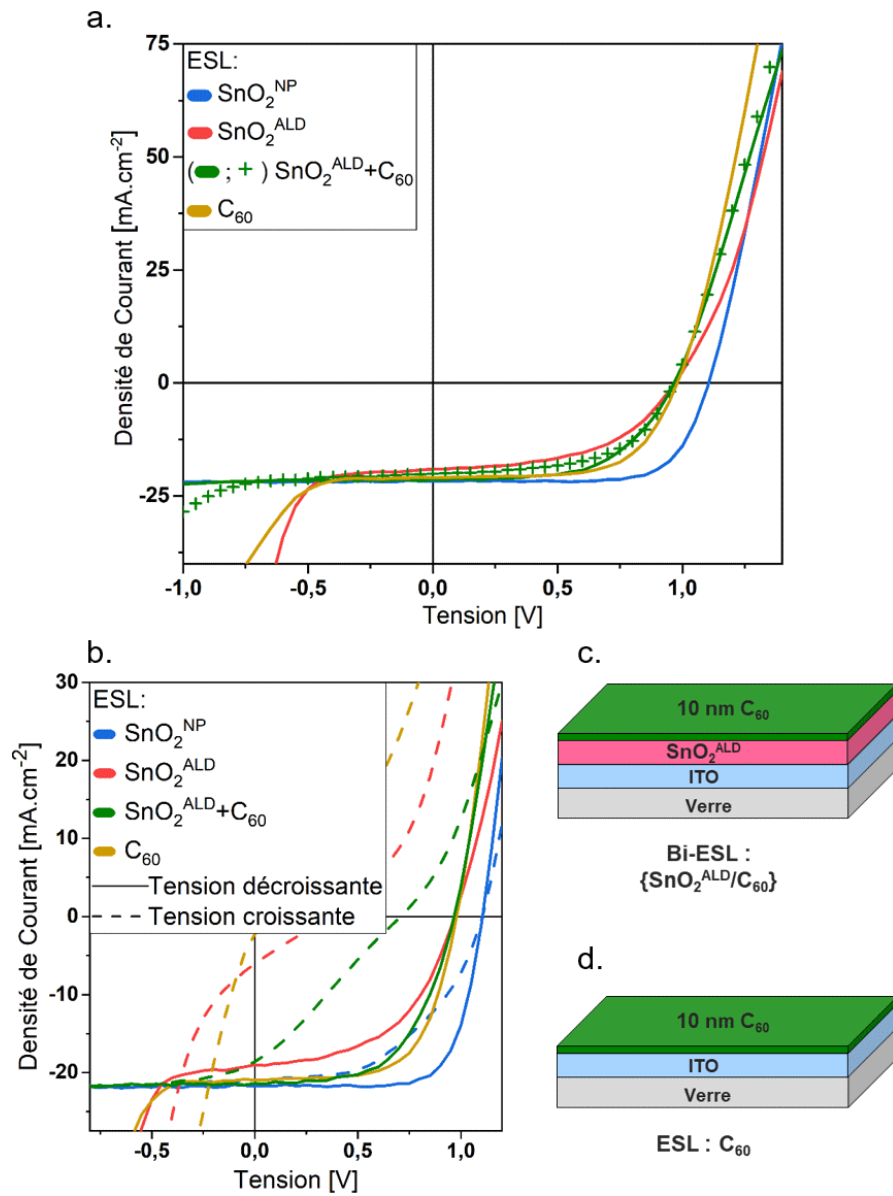 a.
75
50
25
0
-25
-1,0
-0,5
0,0
0,5
1,0
Densité de Courant [mA.cm⁻²]
Tension [V]
ESL:
SnO₂ᴺᴾ
SnO₂ᴬᴸᴰ
( ; + ) SnO₂ᴬᴸᴰ+C₆₀
C₆₀
b.
30
20
10
0
-10
-20
-0,5
0,0
0,5
1,0
Densité de Courant [mA.cm⁻²]
Tension [V]
ESL:
SnO₂ᴺᴾ
SnO₂ᴬᴸᴰ
SnO₂ᴬᴸᴰ+C₆₀
C₆₀
Tension décroissante
Tension croissante
c.
10 nm C₆₀
SnO₂ᴬᴸᴰ
ITO
Verre
Bi-ESL :
{SnO₂ᴬᴸᴰ/C₆₀}
d.
10 nm C₆₀
ITO
Verre
ESL : C₆₀